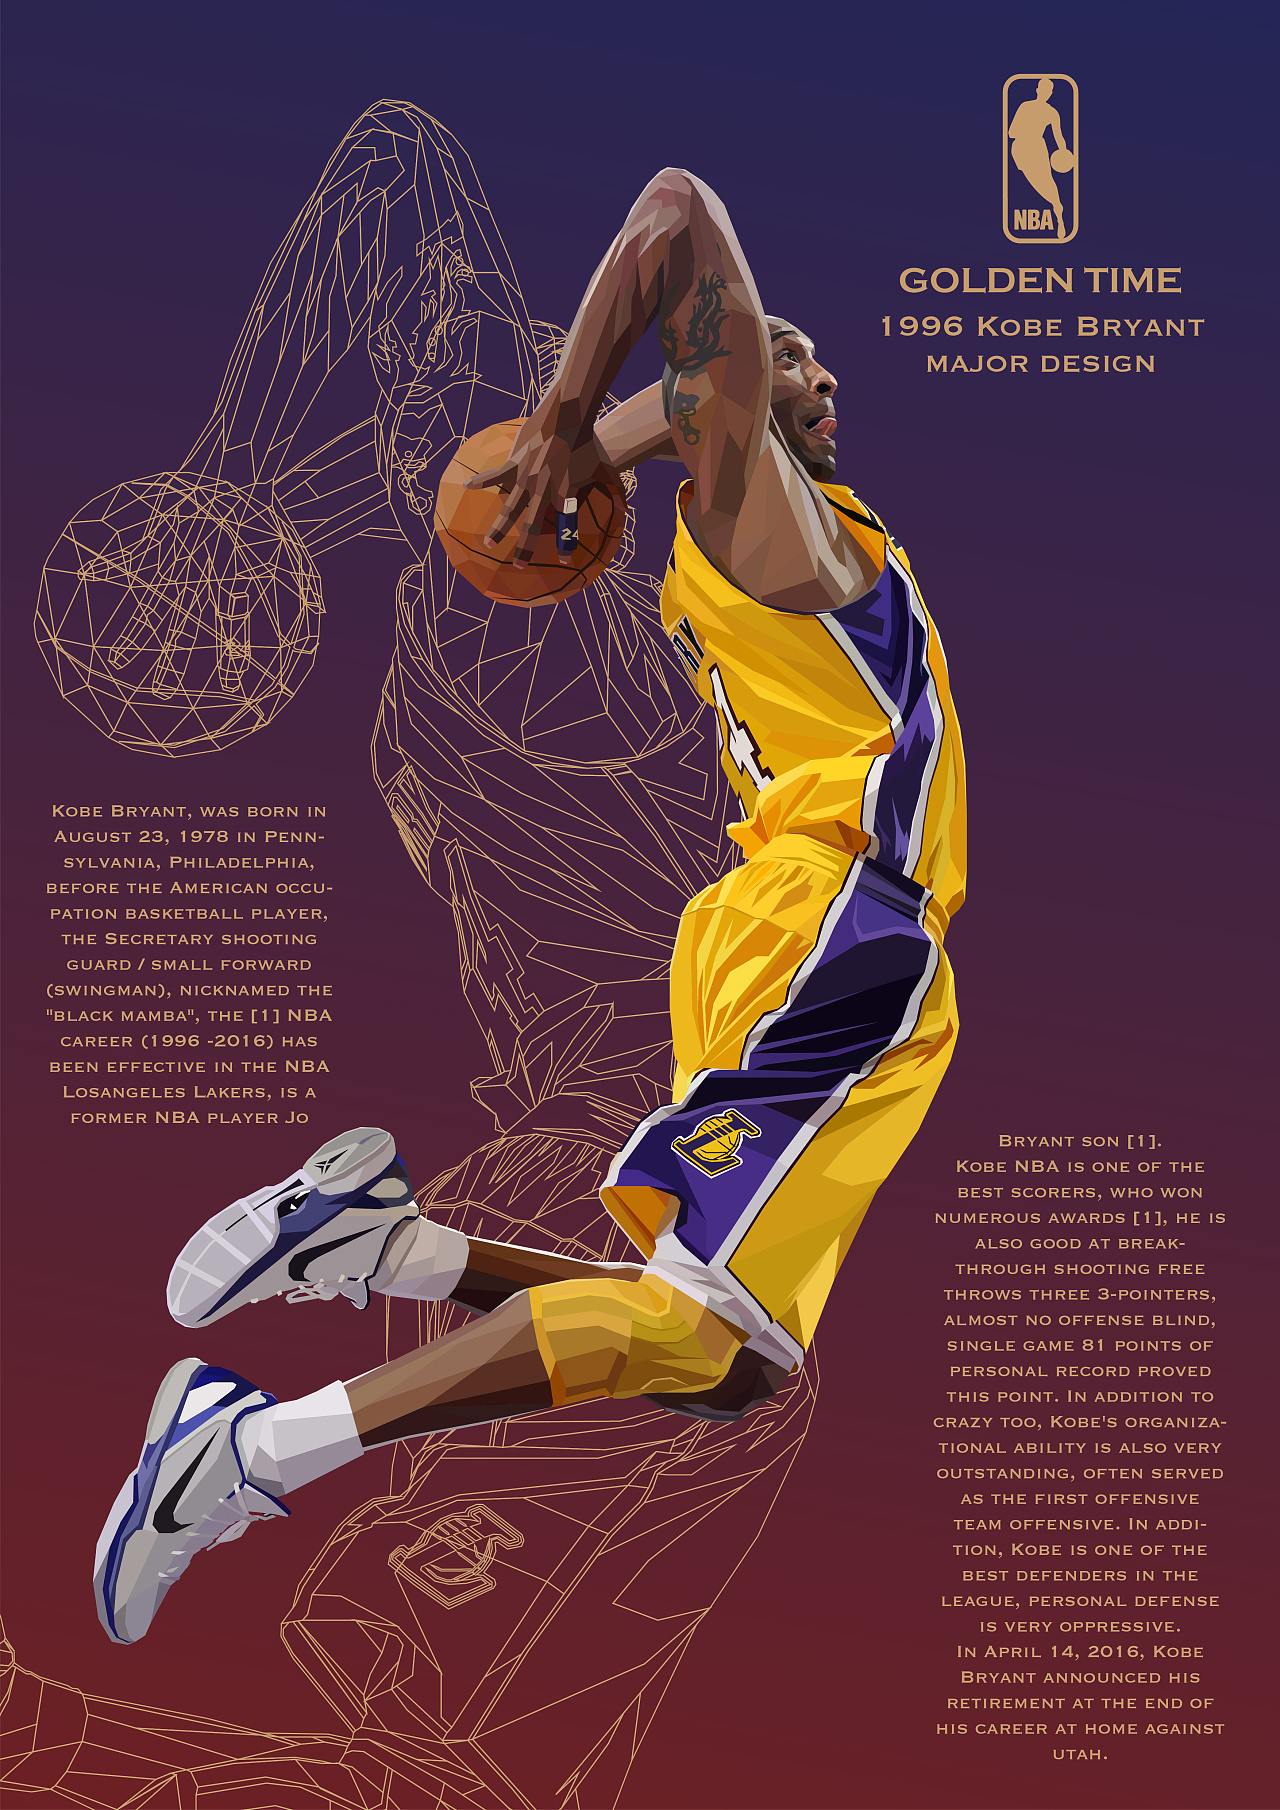 NBA
GOLDEN TIME
1996 KOBE BRYANT
MAJOR DESIGN
24
KOBE BRYANT, WAS BORN IN
AUGUST 23, 1978 IN PENN-
SYLVANIA, PHILADELPHIA,
BEFORE THE AMERICAN OCCU-
PATION BASKETBALL PLAYER,
THE SECRETARY SHOOTING
GUARD / SMALL FORWARD
(SWINGMAN), NICKNAMED THE
"BLACK MAMBA", THE [1] NBA
CAREER (1996 -2016) HAS
BEEN EFFECTIVE IN THE NBA
LOSANGELES LAKERS, IS A
FORMER NBA PLAYER JO
BRYANT SON [1].
KOBE NBA IS ONE OF THE
BEST SCORERS, WHO WON
NUMEROUS AWARDS [1], HE IS
ALSO GOOD AT BREAK-
THROUGH SHOOTING FREE
THROWS THREE 3-POINTERS,
ALMOST NO OFFENSE BLIND,
SINGLE GAME 81 POINTS OF
PERSONAL RECORD PROVED
THIS POINT. IN ADDITION TO
CRAZY TOO, KOBE'S ORGANIZA-
TIONAL ABILITY IS ALSO VERY
OUTSTANDING, OFTEN SERVED
AS THE FIRST OFFENSIVE
TEAM OFFENSIVE. IN ADDI-
TION, KOBE IS ONE OF THE
BEST DEFENDERS IN THE
LEAGUE, PERSONAL DEFENSE
IS VERY OPPRESSIVE.
IN APRIL 14, 2016, KOBE
BRYANT ANNOUNCED HIS
RETIREMENT AT THE END OF
HIS CAREER AT HOME AGAINST
UTAH.